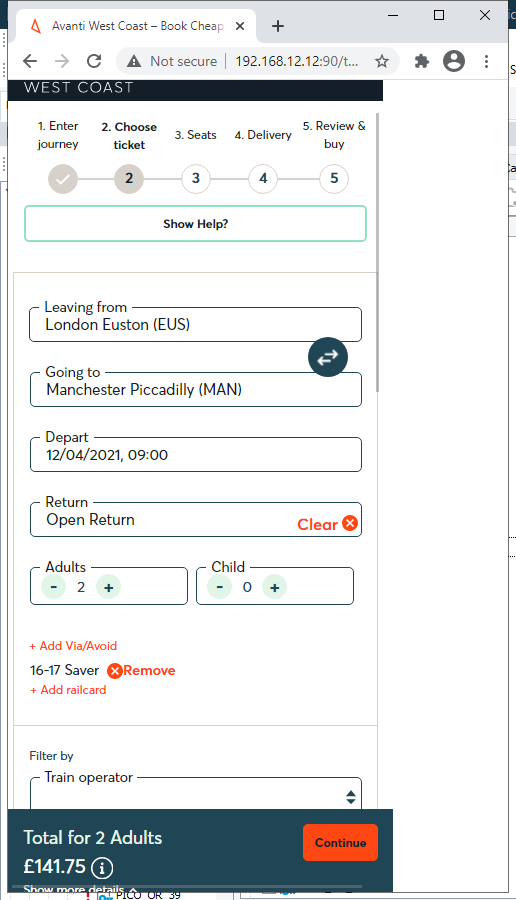 Avanti West Coast – Book Cheap
Not secure
192.168.12.12:90/t...
WEST COAST
1. Enter journey
2. Choose ticket
3. Seats
4. Delivery
5. Review & buy
2
3
4
5
Show Help?
Leaving from
London Euston (EUS)
Going to
Manchester Piccadilly (MAN)
Depart
12/04/2021, 09:00
Return
Open Return
Clear
Adults
- 2 +
Child
- 0 +
+ Add Via/Avoid
16-17 Saver Remove
+ Add railcard
Filter by
Train operator
Total for 2 Adults
£141.75
Continue
Show more details
PICO_OR_39